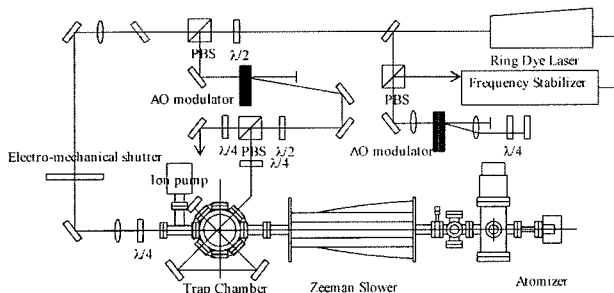 PBS
λ/2
Ring Dye Laser
AO modulator
PBS
Frequency Stabilizer
λ/4
PBS
λ/2
λ/4
AO modulator
λ/4
Electro-mechanical shutter
Ion pump
λ/4
Trap Chamber
Zeeman Slower
Atomizer